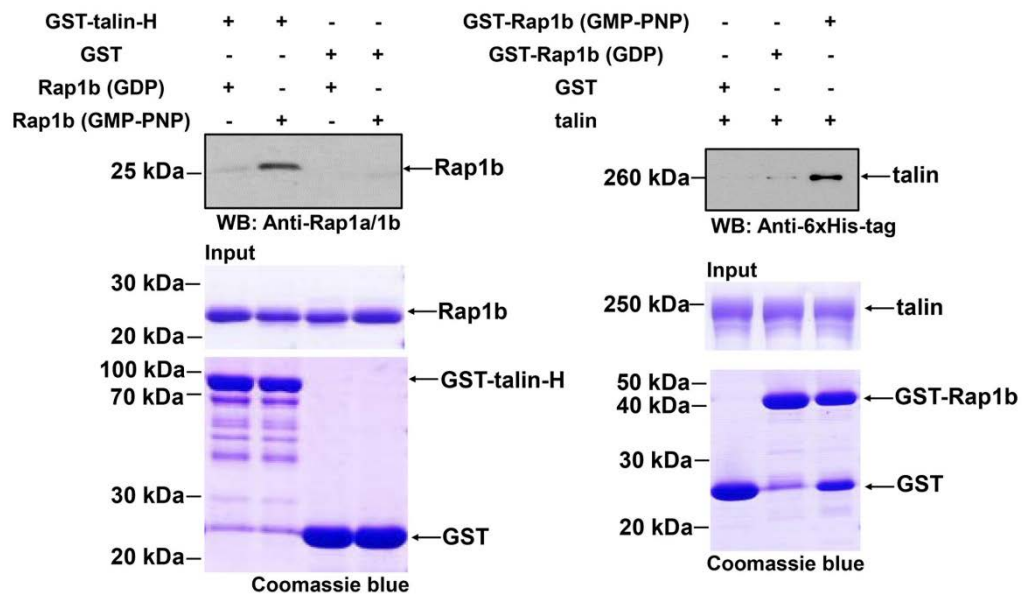 GST-talin-H + + - -
GST - - + +
Rap1b (GDP) + - + -
Rap1b (GMP-PNP) - + - +
25 kDa
Rap1b
WB: Anti-Rap1a/1b
Input
30 kDa
Rap1b
20 kDa
100 kDa
GST-talin-H
70 kDa
30 kDa
GST
20 kDa
Coomassie blue
GST-Rap1b (GMP-PNP) - - +
GST-Rap1b (GDP) - + -
GST + - -
talin + + +
260 kDa
talin
WB: Anti-6xHis-tag
Input
250 kDa
talin
50 kDa
GST-Rap1b
40 kDa
30 kDa
GST
20 kDa
Coomassie blue